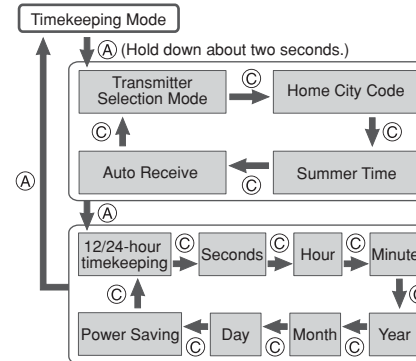 Timekeeping Mode
Ⓐ (Hold down about two seconds.)
Transmitter
Selection Mode
Ⓒ
Home City Code
Ⓒ
Ⓒ
Auto Receive
Ⓒ
Summer Time
Ⓐ
Ⓐ
12/24-hour
timekeeping
Ⓒ
Seconds
Ⓒ
Hour
Ⓒ
Minute
Ⓒ
Ⓒ
Power Saving
Ⓒ
Day
Ⓒ
Month
Ⓒ
Year